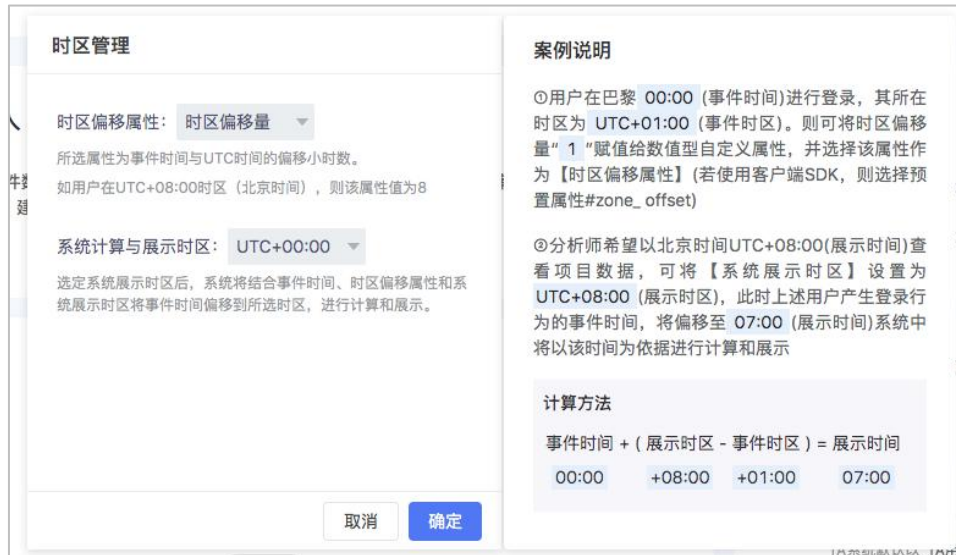 时区管理
时区偏移属性： 时区偏移量
所选属性为事件时间与UTC时间的偏移小时数。
如用户在UTC+08:00时区（北京时间），则该属性值为8
系统计算与展示时区： UTC+00:00
选定系统展示时区后，系统将结合事件时间、时区偏移属性和系
统展示时区将事件时间偏移到所选时区，进行计算和展示。
取消 确定
案例说明
①用户在巴黎 00:00 (事件时间)进行登录，其所在
时区为 UTC+01:00 (事件时区)。则可将时区偏移
量“ 1 ”赋值给数值型自定义属性，并选择该属性作
为【时区偏移属性】(若使用客户端SDK，则选择预
置属性#zone_ offset)
②分析师希望以北京时间UTC+08:00(展示时间)查
看项目数据，可将【系统展示时区】设置为
UTC+08:00 (展示时区)，此时上述用户产生登录行
为的事件时间，将偏移至 07:00 (展示时间)系统中
将以该时间为依据进行计算和展示
计算方法
事件时间 + ( 展示时区 - 事件时区 ) = 展示时间
00:00 +08:00 +01:00 07:00